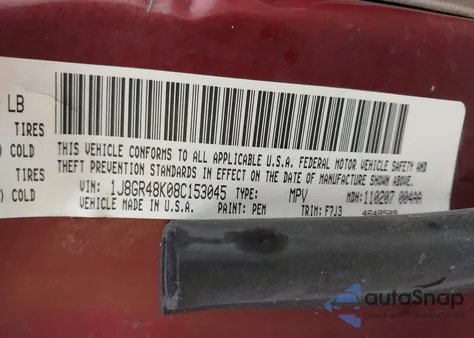 LB
TIRES
COLD
TIRES
COLD
THIS VEHICLE CONFORMS TO ALL APPLICABLE U.S.A. FEDERAL MOTOR VEHICLE SAFETY AND
THEFT PREVENTION STANDARDS IN EFFECT ON THE DATE OF MANUFACTURE SHOWN ABOVE.
VIN: 1J8GR48K08C153045 TYPE: MPV MDH: 110207 004AA
VEHICLE MADE IN U.S.A. PAINT: PEM TRIM: F7J3
autoSnap